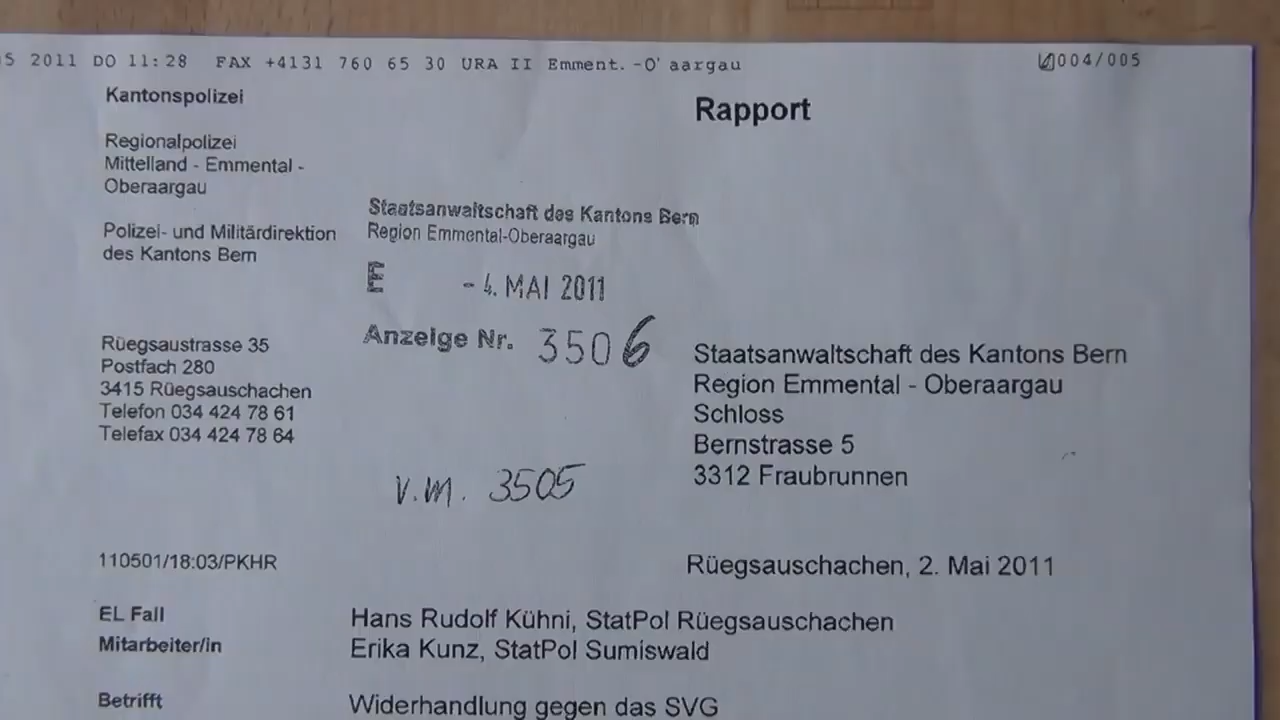 5 2011 DO 11:28 FAX +4131 760 65 30 URA II Emment.-O'aargau 004/005
Kantonspolizei
Rapport
Regionalpolizei
Mittelland - Emmental -
Oberaargau
Polizei- und Militärdirektion
des Kantons Bern
Staatsanwaltschaft des Kantons Bern
Region Emmental-Oberaargau
E - 4. MAI 2011
Anzeige Nr. 3506
Rüegsaustrasse 35
Postfach 280
3415 Rüegsauschachen
Telefon 034 424 78 61
Telefax 034 424 78 64
Staatsanwaltschaft des Kantons Bern
Region Emmental - Oberaargau
Schloss
Bernstrasse 5
3312 Fraubrunnen
v.m. 3505
110501/18:03/PKHR
Rüegsauschachen, 2. Mai 2011
EL Fall Hans Rudolf Kühni, StatPol Rüegsauschachen
Mitarbeiter/in Erika Kunz, StatPol Sumiswald
Betrifft Widerhandlung gegen das SVG